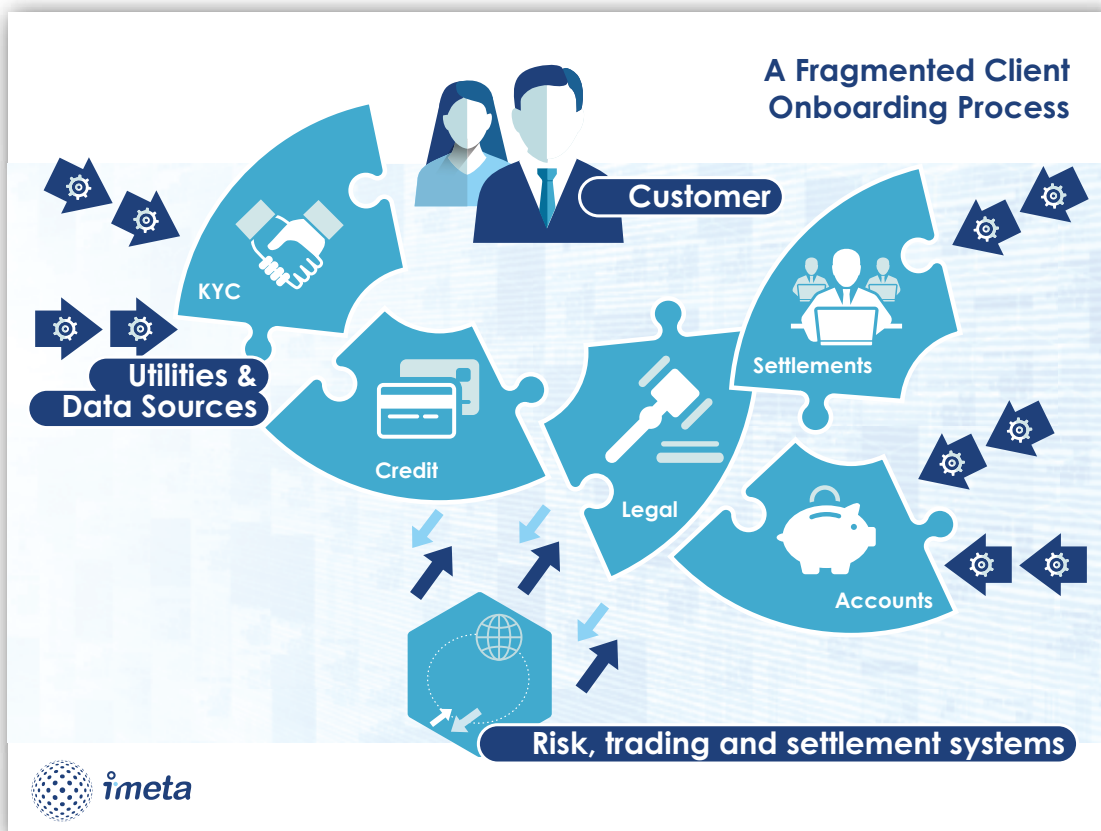 A Fragmented Client
Onboarding Process
Customer
KYC
Utilities &
Data Sources
Credit
Legal
Settlements
Accounts
Risk, trading and settlement systems
imeta